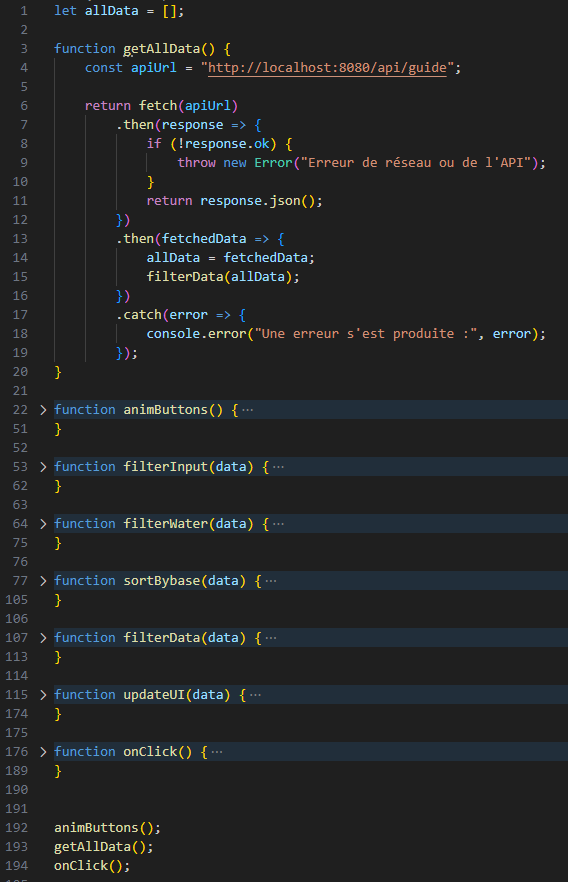 1 let allData = [];
2
3 function getAllData() {
4     const apiUrl = "http://localhost:8080/api/guide";
5
6     return fetch(apiUrl)
7         .then(response => {
8             if (!response.ok) {
9                 throw new Error("Erreur de réseau ou de l'API");
10             }
11             return response.json();
12         })
13         .then(fetchedData => {
14             allData = fetchedData;
15             filterData(allData);
16         })
17         .catch(error => {
18             console.error("Une erreur s'est produite :", error);
19         });
20 }
21
22 function animButtons() { ···
51 }
52
53 function filterInput(data) { ···
62 }
63
64 function filterWater(data) { ···
75 }
76
77 function sortBybase(data) { ···
105 }
106
107 function filterData(data) { ···
113 }
114
115 function updateUI(data) { ···
174 }
175
176 function onClick() { ···
189 }
190
191
192 animButtons();
193 getAllData();
194 onClick();